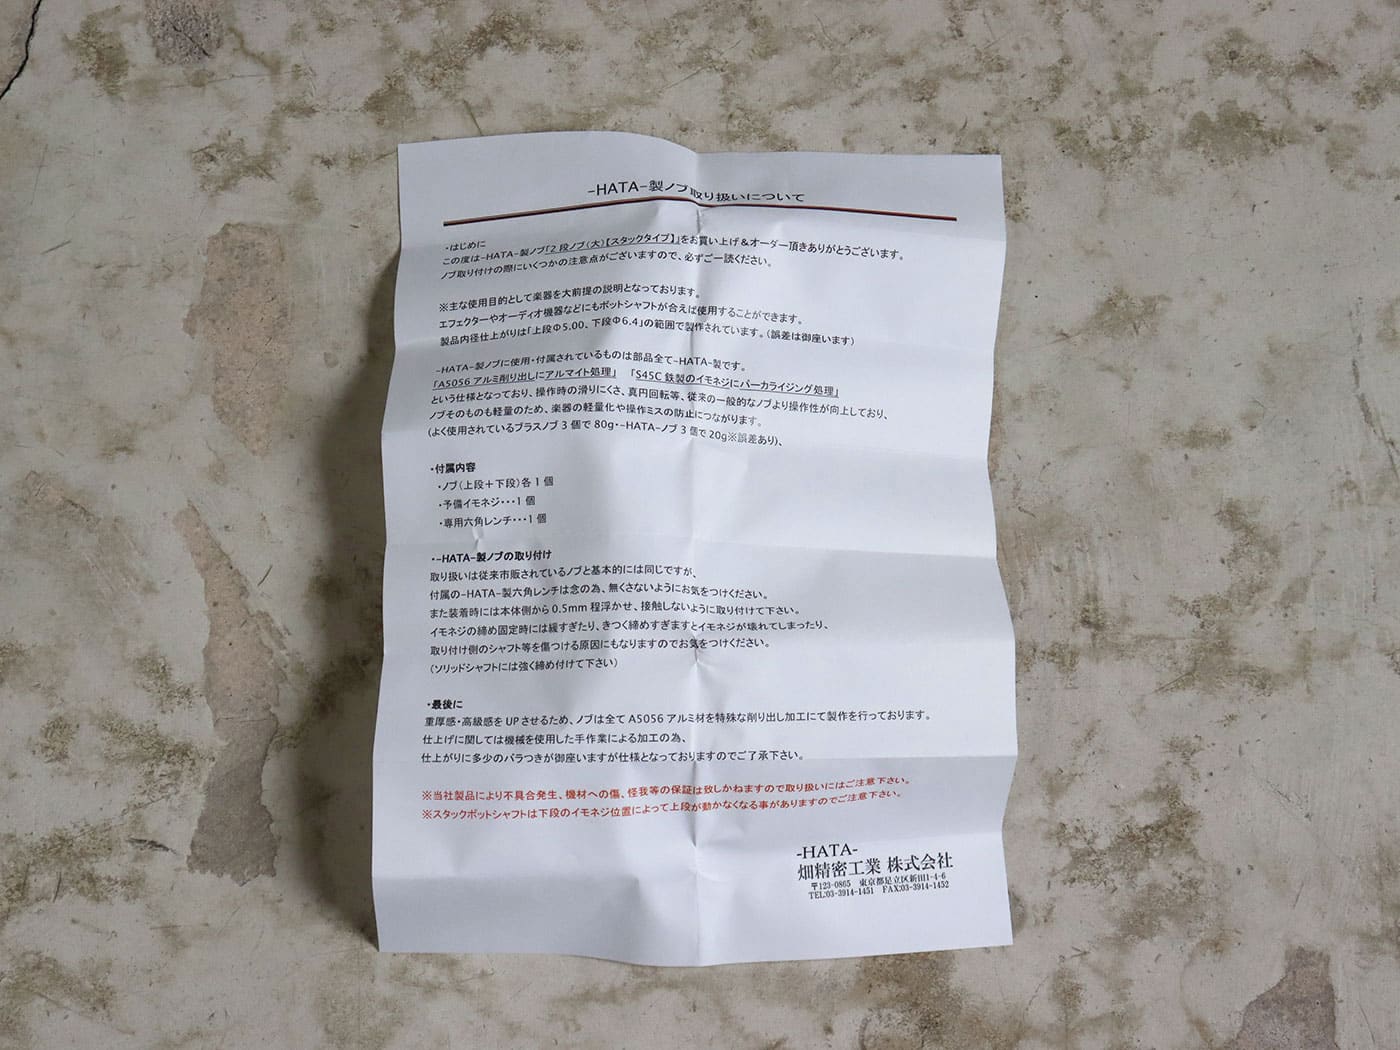 -HATA-製ノブ取り扱いについて
・はじめに
この度は-HATA-製ノブ「2段ノブ(大)【スタックタイプ】」をお買い上げ＆オーダー頂きありがとうございます。
ノブ取り付けの際にいくつかの注意点がございますので、必ずご一読ください。
※主な使用目的として楽器を大前提の説明となっております。
エフェクターやオーディオ機器などにもポットシャフトが合えば使用することができます。
製品内径仕上がりは「上段Φ5.00、下段Φ6.4」の範囲で製作されています。(誤差は御座います)
-HATA-製ノブに使用・付属されているものは部品全て-HATA-製です。
「A5056 アルミ削り出しにアルマイト処理」　「S45C 鉄製のイモネジにパーカライジング処理」
という仕様となっており、操作時の滑りにくさ、真円回転等、従来の一般的なノブより操作性が向上しており、
ノブそのものも軽量のため、楽器の軽量化や操作ミスの防止につながります。
(よく使用されているブラスノブ 3 個で 80g・-HATA-ノブ 3 個で 20g※誤差あり)、
・付属内容
・ノブ(上段＋下段)各1個
・予備イモネジ・・・1 個
・専用六角レンチ・・・1 個
・-HATA-製ノブの取り付け
取り扱いは従来市販されているノブと基本的には同じですが、
付属の-HATA-製六角レンチは念の為、無くさないようにお気をつけください。
また装着時には本体側から0.5mm 程浮かせ、接触しないように取り付けて下さい。
イモネジの締め固定時には緩すぎたり、きつく締めすぎますとイモネジが壊れてしまったり、
取り付け側のシャフト等を傷つける原因にもなりますのでお気をつけください。
(ソリッドシャフトには強く締め付けて下さい)
・最後に
重厚感・高級感を UP させるため、ノブは全て A5056 アルミ材を特殊な削り出し加工にて製作を行っております。
仕上げに関しては機械を使用した手作業による加工の為、
仕上がりに多少のバラつきが御座いますが仕様となっておりますのでご了承下さい。
※当社製品により不具合発生、機材への傷、怪我等の保証は致しかねますので取り扱いにはご注意下さい。
※スタックポットシャフトは下段のイモネジ位置によって上段が動かなくなる事がありますのでご注意下さい。
-HATA-
畑精密工業 株式会社
〒123-0865　東京都足立区新田1-4-6
TEL:03-3914-1451　FAX:03-3914-1452